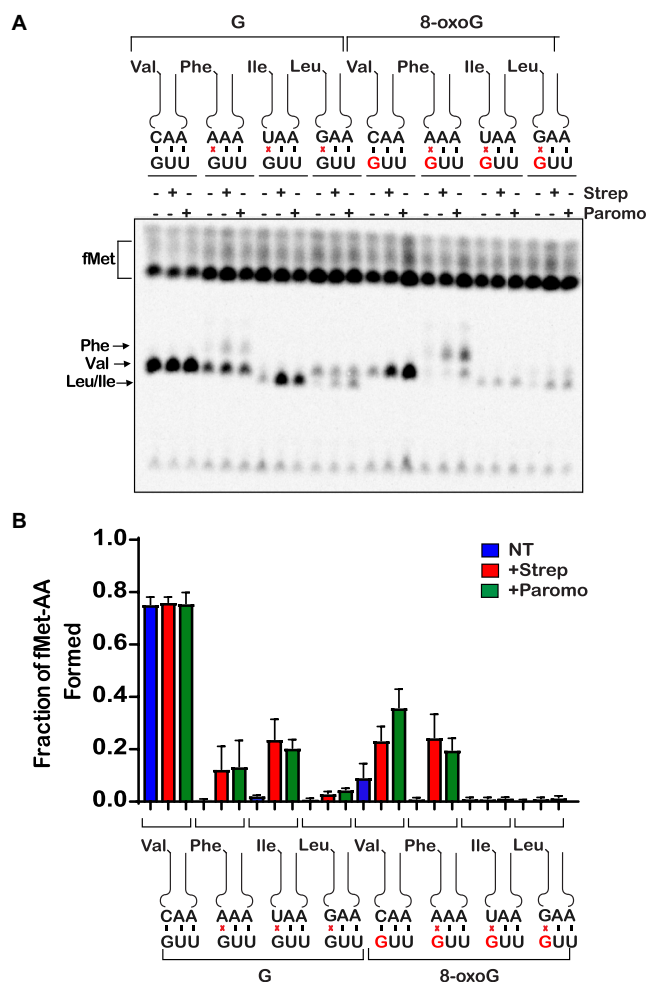 A
G 8-oxoG
Val Phe Ile Leu Val Phe Ile Leu
CAA AAA UAA GAA CAA AAA UAA GAA
x x x x x x
GUU GUU GUU GUU GUU GUU GUU GUU
- + - - + - - + - - + - - + - - + - - + - - + - Strep
- - + - - + - - + - - + - - + - - + - - + - - + Paromo
fMet
Phe
Val
Leu/Ile
B
Fraction of fMet-AA
Formed
1.0
0.8
0.6
0.4
0.2
0.0
NT
+Strep
+Paromo
Val Phe Ile Leu Val Phe Ile Leu
CAA AAA UAA GAA CAA AAA UAA GAA
x x x x x x
GUU GUU GUU GUU GUU GUU GUU GUU
G 8-oxoG